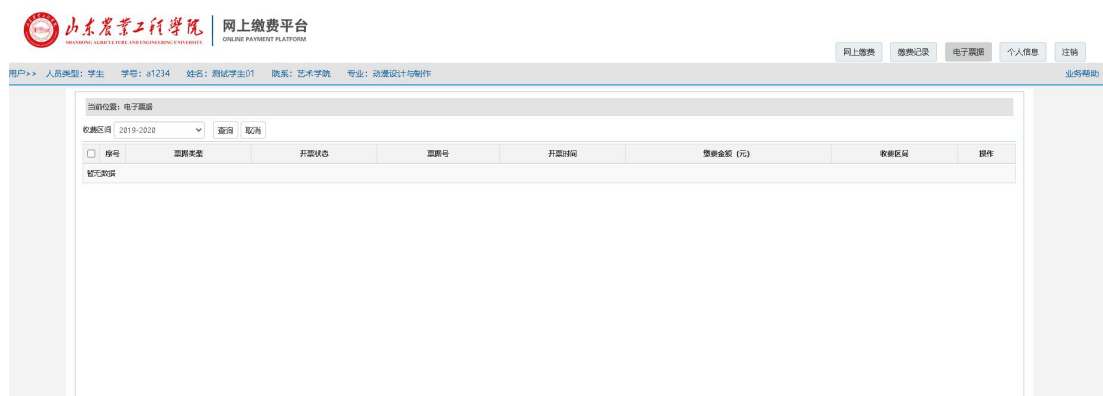 山东农业工程学院 网上缴费平台
SHANDONG AGRICULTURE AND ENGINEERING UNIVERSITY ONLINE PAYMENT PLATFORM
网上缴费 缴费记录 电子票据 个人信息 注销
用户>> 人员类型：学生 学号：a1234 姓名：测试学生01 院系：艺术学院 专业：动漫设计与制作 业务帮助
当前位置：电子票据
收费区间 2019-2020 查询 取消
序号 票据类型 开票状态 票据号 开票时间 缴费金额（元） 收费区间 操作
暂无数据